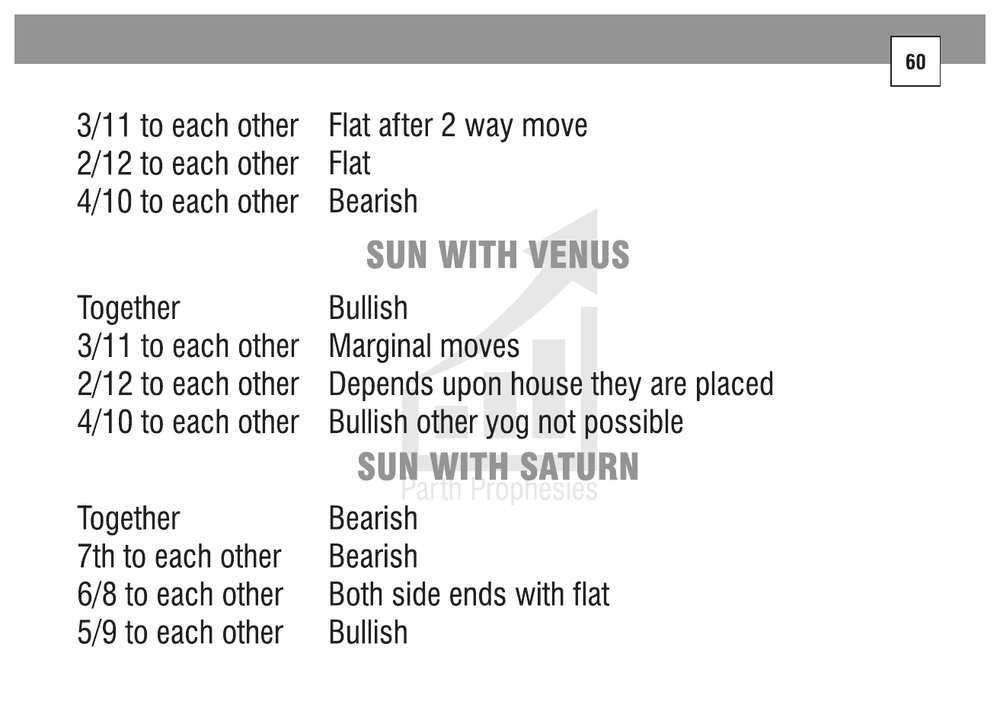 60
3/11 to each other Flat after 2 way move
2/12 to each other Flat
4/10 to each other Bearish
SUN WITH VENUS
Together Bullish
3/11 to each other Marginal moves
2/12 to each other Depends upon house they are placed
4/10 to each other Bullish other yog not possible
SUN WITH SATURN
Parth Prophesies
Together Bearish
7th to each other Bearish
6/8 to each other Both side ends with flat
5/9 to each other Bullish